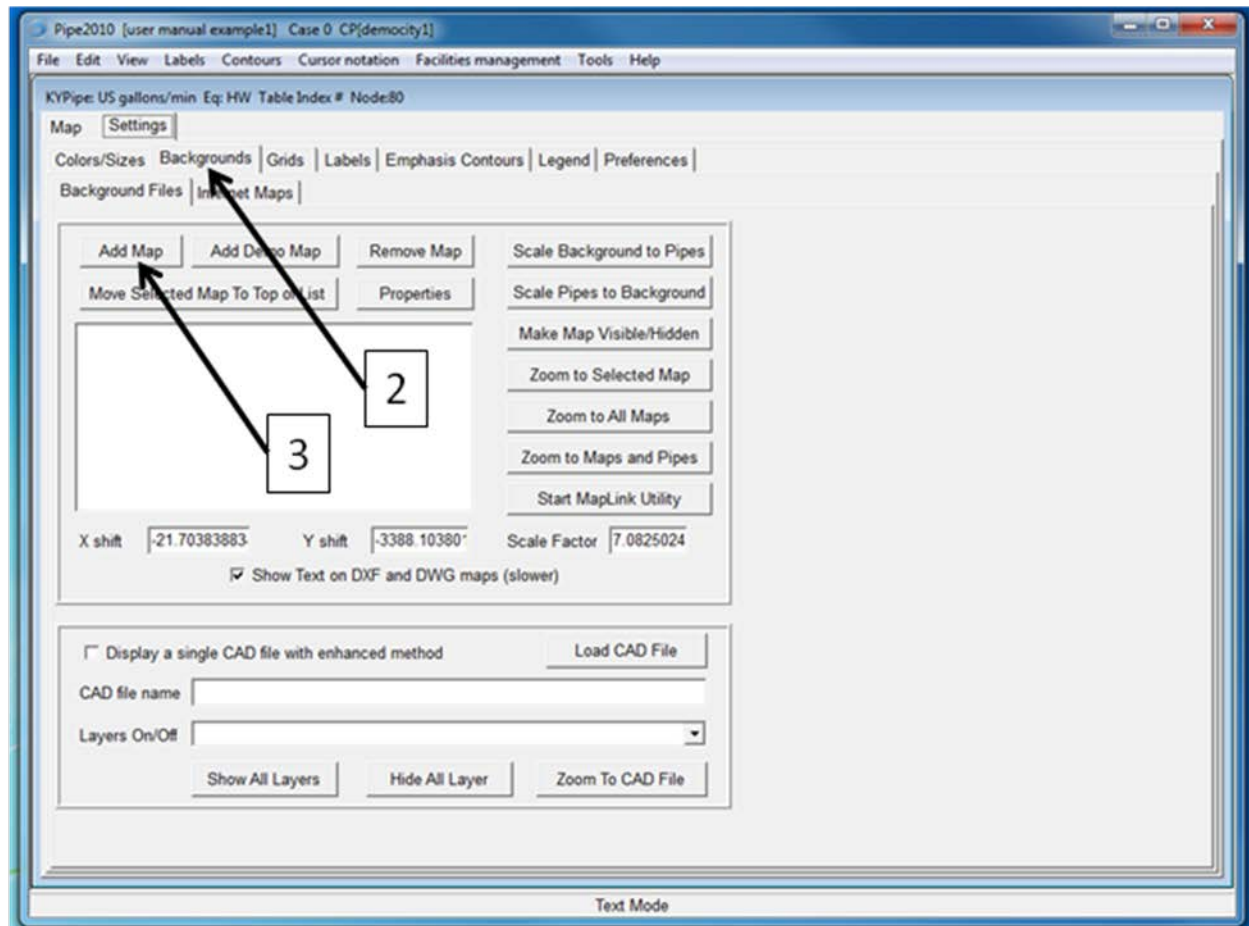 Pipe2010 [user manual example1] Case 0 CP[democity1]
File Edit View Labels Contours Cursor notation Facilities management Tools Help
KYPipe: US gallons/min Eq: HW Table Index # Node:80
Map Settings
Colors/Sizes Backgrounds Grids Labels Emphasis Contours Legend Preferences
Background Files Internet Maps
Add Map Add Demo Map Remove Map Scale Background to Pipes
Move Selected Map To Top of List Properties Scale Pipes to Background
Make Map Visible/Hidden
Zoom to Selected Map
2
Zoom to All Maps
3
Zoom to Maps and Pipes
Start MapLink Utility
X shift -21.70383883 Y shift -3388.10380 Scale Factor 7.0825024
Show Text on DXF and DWG maps (slower)
Display a single CAD file with enhanced method Load CAD File
CAD file name
Layers On/Off
Show All Layers Hide All Layer Zoom To CAD File
Text Mode